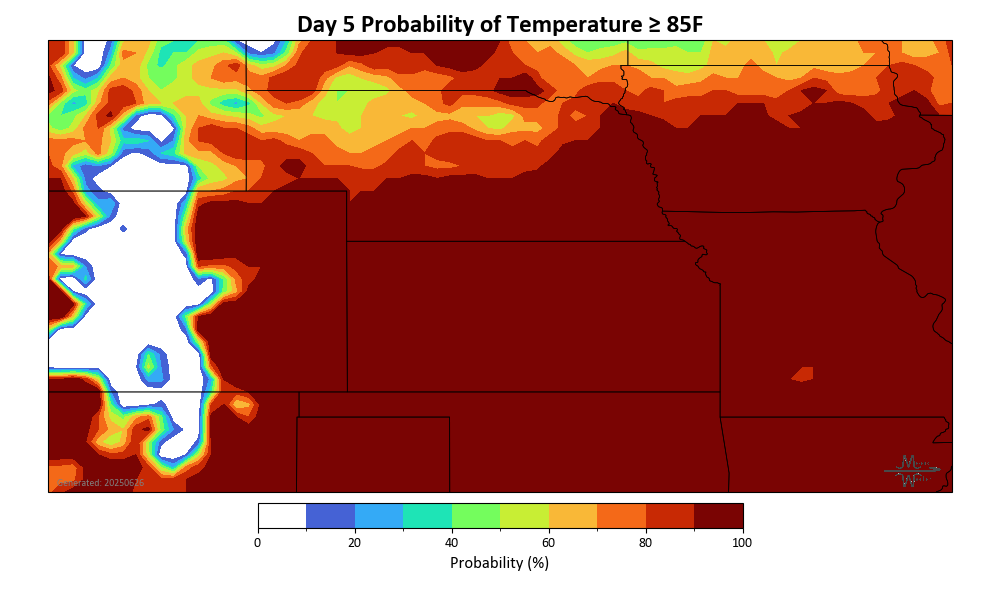 Day 5 Probability of Temperature ≥ 85F
Generated: 20250626
0 20 40 60 80 100
Probability (%)